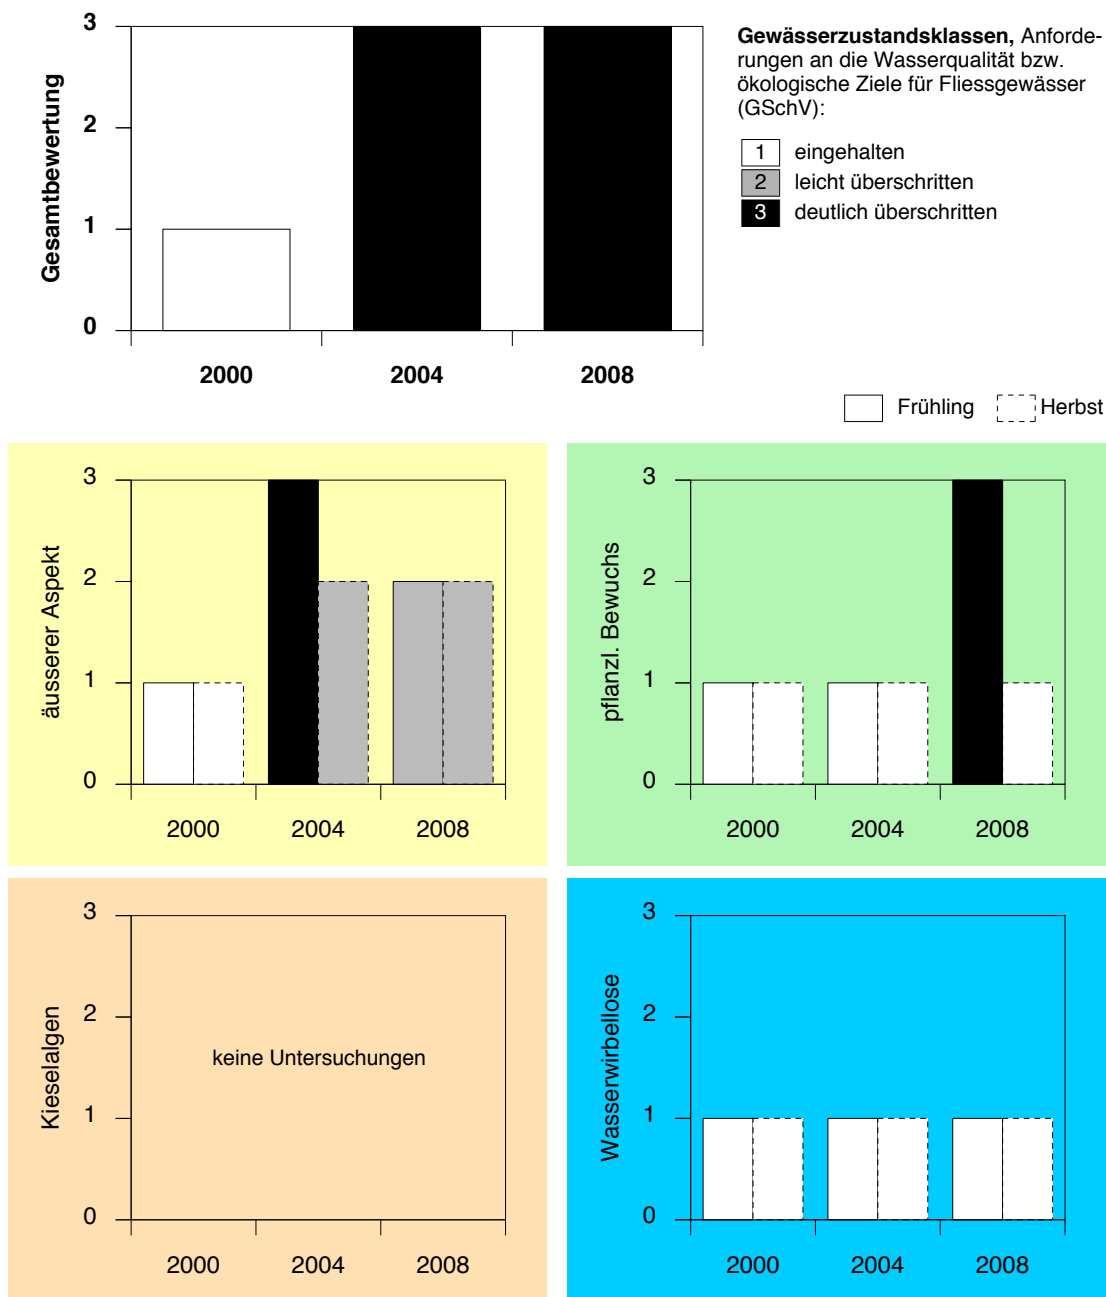 Gesamtbewertung
3
2
1
0
2000 2004 2008
Gewässerzustandsklassen, Anforde-
rungen an die Wasserqualität bzw.
ökologische Ziele für Fliessgewässer
(GSchV):
1 eingehalten
2 leicht überschritten
3 deutlich überschritten
Frühling Herbst
äusserer Aspekt
3
2
1
0
2000 2004 2008
pflanzl. Bewuchs
3
2
1
0
2000 2004 2008
Kieselalgen
3
2
1
0
keine Untersuchungen
2000 2004 2008
Wasserwirbellose
3
2
1
0
2000 2004 2008